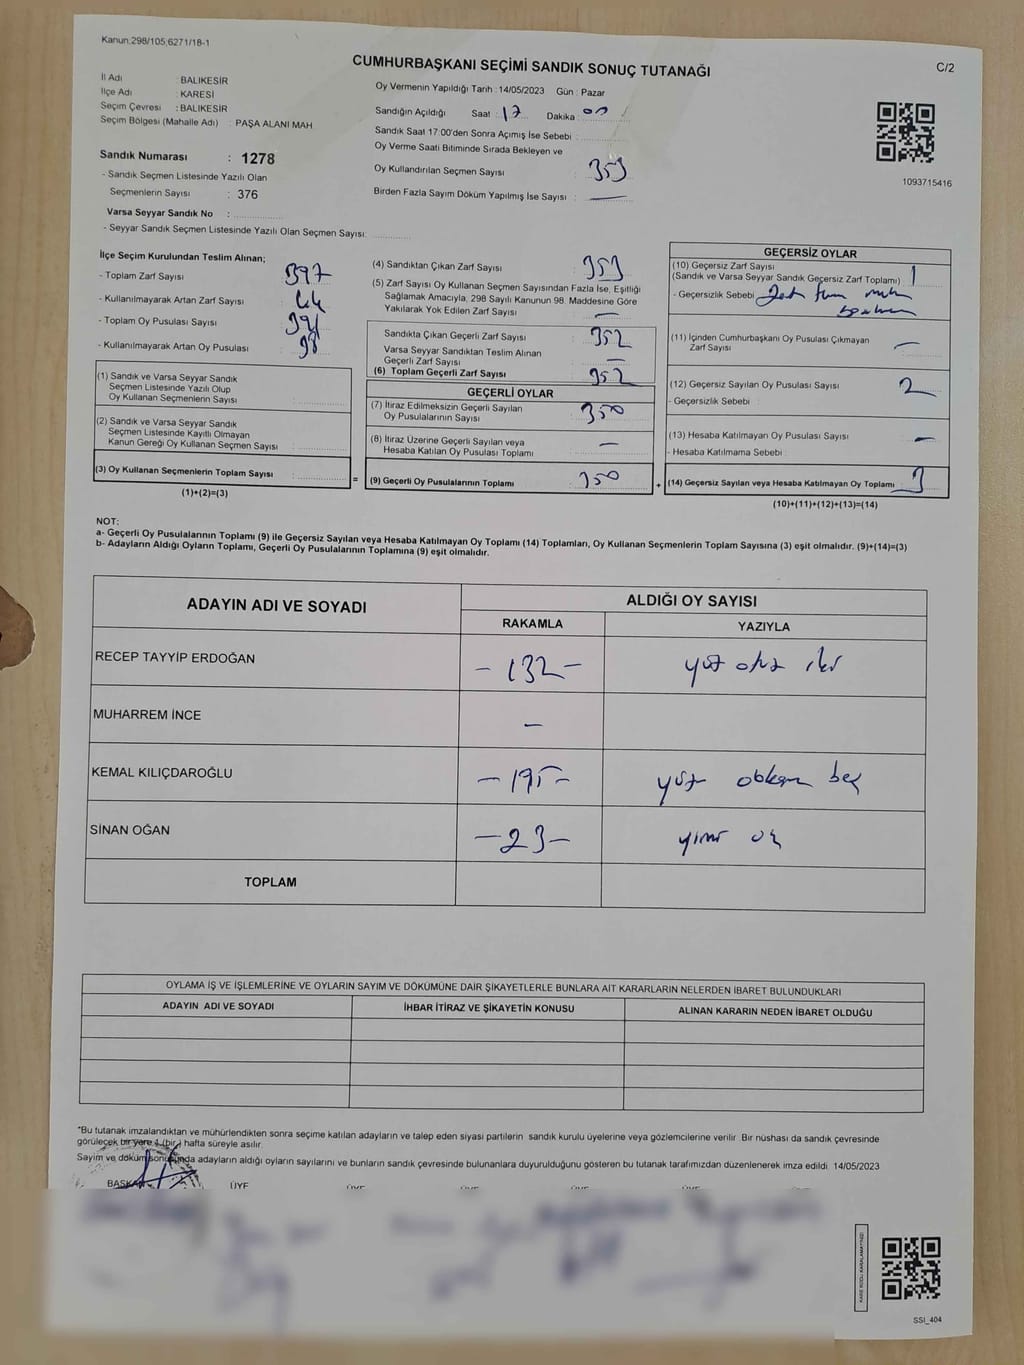 Kanun:298/105;6271/18-1
CUMHURBAŞKANI SEÇİMİ SANDIK SONUÇ TUTANAĞI
C/2
İl Adı : BALIKESİR
İlçe Adı : KARESİ
Seçim Çevresi : BALIKESİR
Seçim Bölgesi (Mahalle Adı) : PAŞA ALANI MAH
Sandık Numarası : 1278
- Sandık Seçmen Listesinde Yazılı Olan
Seçmenlerin Sayısı : 376
Varsa Seyyar Sandık No :
- Seyyar Sandık Seçmen Listesinde Yazılı Olan Seçmen Sayısı:
Oy Vermenin Yapıldığı Tarih : 14/05/2023 Gün : Pazar
Sandığın Açıldığı Saat : 17 Dakika : 00
Sandık Saat 17:00'den Sonra Açımış İse Sebebi :
Oy Verme Saati Bitiminde Sırada Bekleyen ve
Oy Kullandırılan Seçmen Sayısı : 353
Birden Fazla Sayım Döküm Yapılmış İse Sayısı : —
1093715416
İlçe Seçim Kurulundan Teslim Alınan;
- Toplam Zarf Sayısı : 397
- Kullanılmayarak Artan Zarf Sayısı : 44
- Toplam Oy Pusulası Sayısı : 391
- Kullanılmayarak Artan Oy Pusulası : 38
(1) Sandık ve Varsa Seyyar Sandık
Seçmen Listesinde Yazılı Olup
Oy Kullanan Seçmenlerin Sayısı :
(2) Sandık ve Varsa Seyyar Sandık
Seçmen Listesinde Kayıtlı Olmayan
Kanun Gereği Oy Kullanan Seçmen Sayısı :
(3) Oy Kullanan Seçmenlerin Toplam Sayısı :
(1)+(2)=(3)
(4) Sandıktan Çıkan Zarf Sayısı : 353
(5) Zarf Sayısı Oy Kullanan Seçmen Sayısından Fazla İse, Eşitliği
Sağlamak Amacıyla, 298 Sayılı Kanunun 98. Maddesine Göre
Yakılarak Yok Edilen Zarf Sayısı : —
Sandıkta Çıkan Geçerli Zarf Sayısı : 352
Varsa Seyyar Sandıktan Teslim Alınan
Geçerli Zarf Sayısı : —
(6) Toplam Geçerli Zarf Sayısı : 352
GEÇERLİ OYLAR
(7) İtiraz Edilmeksizin Geçerli Sayılan
Oy Pusulalarının Sayısı : 350
(8) İtiraz Üzerine Geçerli Sayılan veya
Hesaba Katılan Oy Pusulası Toplamı : —
= (9) Geçerli Oy Pusulalarının Toplamı : 350
GEÇERSİZ OYLAR
(10) Geçersiz Zarf Sayısı
(Sandık ve Varsa Seyyar Sandık Geçersiz Zarf Toplamı) : 1
- Geçersizlik Sebebi :
(11) İçinden Cumhurbaşkanı Oy Pusulası Çıkmayan
Zarf Sayısı : —
(12) Geçersiz Sayılan Oy Pusulası Sayısı : 2
- Geçersizlik Sebebi :
(13) Hesaba Katılmayan Oy Pusulası Sayısı : —
- Hesaba Katılmama Sebebi :
+ (14) Geçersiz Sayılan veya Hesaba Katılmayan Oy Toplamı : 3
(10)+(11)+(12)+(13)=(14)
NOT:
a- Geçerli Oy Pusulalarının Toplamı (9) ile Geçersiz Sayılan veya Hesaba Katılmayan Oy Toplamı (14) Toplamları, Oy Kullanan Seçmenlerin Toplam Sayısına (3) eşit olmalıdır. (9)+(14)=(3)
b- Adayların Aldığı Oyların Toplamı, Geçerli Oy Pusulalarının Toplamına (9) eşit olmalıdır.
ADAYIN ADI VE SOYADI
ALDIĞI OY SAYISI
RAKAMLA
YAZIYLA
RECEP TAYYİP ERDOĞAN - 132 - yüz otuz iki
MUHARREM İNCE -
KEMAL KILIÇDAROĞLU - 195 - yüz doksan beş
SİNAN OĞAN - 23 - yirmi üç
TOPLAM
OYLAMA İŞ VE İŞLEMLERİNE VE OYLARIN SAYIM VE DÖKÜMÜNE DAİR ŞİKAYETLERLE BUNLARA AİT KARARLARIN NELERDEN İBARET BULUNDUKLARI
ADAYIN ADI VE SOYADI
İHBAR İTİRAZ VE ŞİKAYETİN KONUSU
ALINAN KARARIN NEDEN İBARET OLDUĞU
*Bu tutanak imzalandıktan ve mühürlendikten sonra seçime katılan adayların ve talep eden siyasi partilerin sandık kurulu üyelerine veya gözlemcilerine verilir. Bir nüshası da sandık çevresinde
görülecek bir yere 1 (bir) hafta süreyle asılır.
Sayım ve döküm sonucunda adayların aldığı oyların sayılarını ve bunların sandık çevresinde bulunanlara duyurulduğunu gösteren bu tutanak tarafımızdan düzenlenerek imza edildi. 14/05/2023
BAŞKAN ÜYE ÜYE ÜYE ÜYE ÜYE
SSI_404